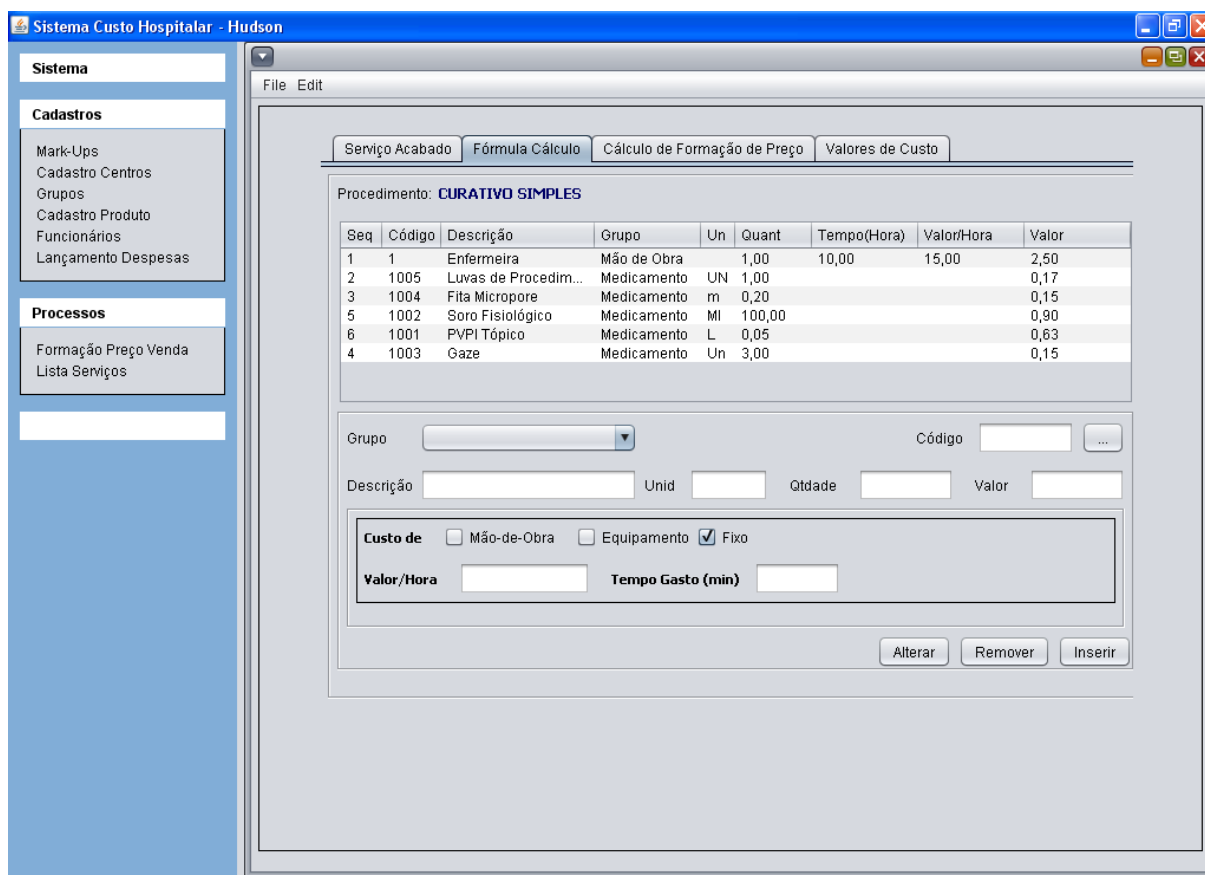 Sistema Custo Hospitalar - Hudson
Sistema
Cadastros
Mark-Ups
Cadastro Centros
Grupos
Cadastro Produto
Funcionários
Lançamento Despesas
Processos
Formação Preço Venda
Lista Serviços
File Edit
Serviço Acabado Fórmula Cálculo Cálculo de Formação de Preço Valores de Custo
Procedimento: CURATIVO SIMPLES
Seq Código Descrição Grupo Un Quant Tempo(Hora) Valor/Hora Valor
1 1 Enfermeira Mão de Obra 1,00 10,00 15,00 2,50
2 1005 Luvas de Procedim... Medicamento UN 1,00 0,17
3 1004 Fita Micropore Medicamento m 0,20 0,15
5 1002 Soro Fisiológico Medicamento Ml 100,00 0,90
6 1001 PVPI Tópico Medicamento L 0,05 0,63
4 1003 Gaze Medicamento Un 3,00 0,15
Grupo Código ...
Descrição Unid Qtdade Valor
Custo de Mão-de-Obra Equipamento Fixo
Valor/Hora Tempo Gasto (min)
Alterar Remover Inserir